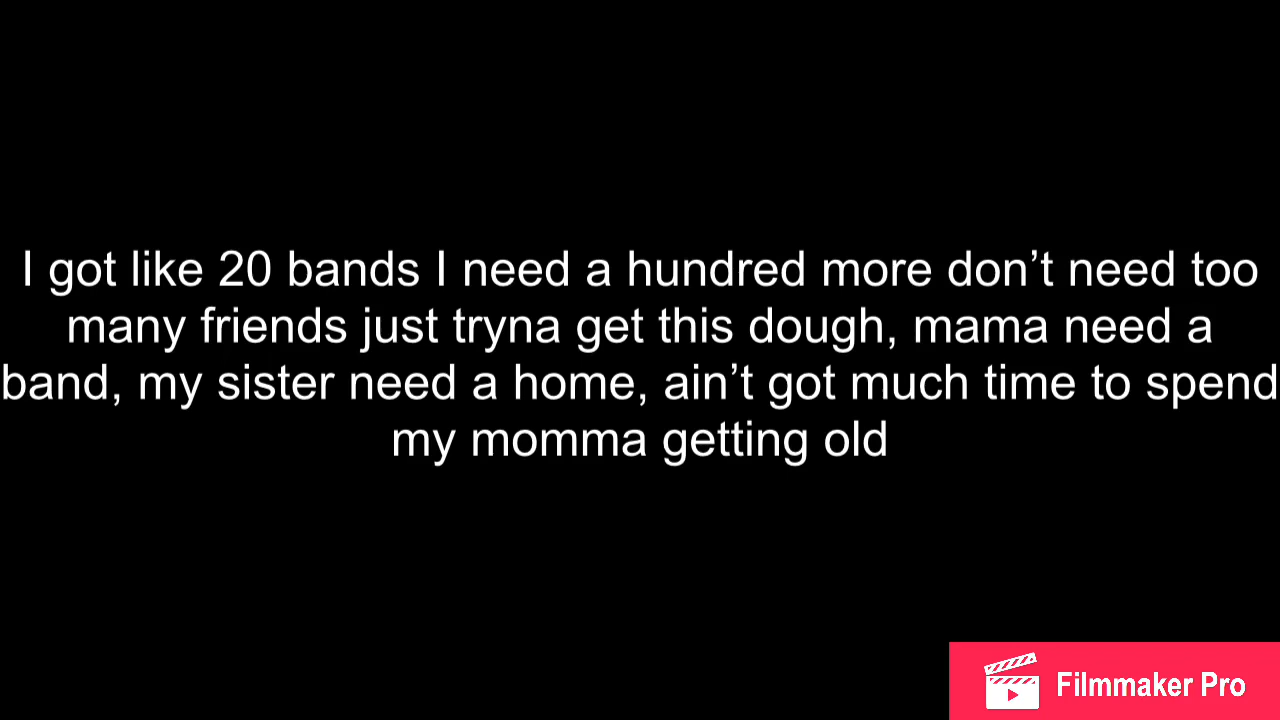 I got like 20 bands I need a hundred more don’t need too
many friends just tryna get this dough, mama need a
band, my sister need a home, ain’t got much time to spend
my momma getting old
Filmmaker Pro